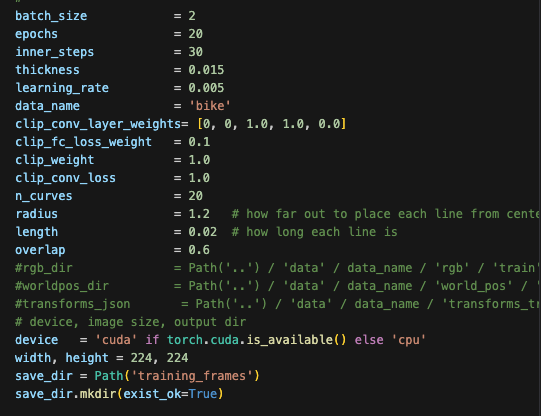 batch_size = 2
epochs = 20
inner_steps = 30
thickness = 0.015
learning_rate = 0.005
data_name = 'bike'
clip_conv_layer_weights= [0, 0, 1.0, 1.0, 0.0]
clip_fc_loss_weight = 0.1
clip_weight = 1.0
clip_conv_loss = 1.0
n_curves = 20
radius = 1.2 # how far out to place each line from cente
length = 0.02 # how long each line is
overlap = 0.6
#rgb_dir = Path('..') / 'data' / data_name / 'rgb' / 'train'
#worldpos_dir = Path('..') / 'data' / data_name / 'world_pos' / '
#transforms_json = Path('..') / 'data' / data_name / 'transforms_tr
# device, image size, output dir
device = 'cuda' if torch.cuda.is_available() else 'cpu'
width, height = 224, 224
save_dir = Path('training_frames')
save_dir.mkdir(exist_ok=True)